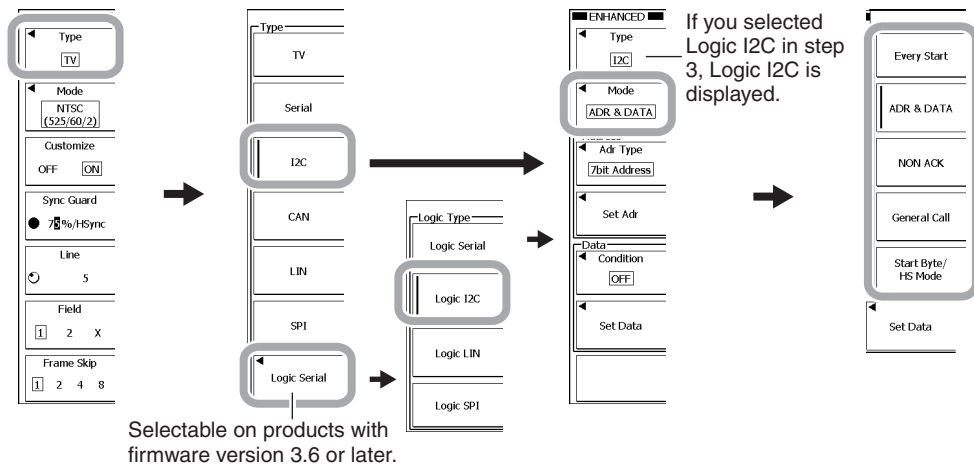 Type
TV
Mode
NTSC
(525/60/2)
Customize
OFF ON
Sync Guard
75%/HSync
Line
5
Field
1 2 X
Frame Skip
1 2 4 8
Type
TV
Serial
I2C
CAN
LIN
SPI
Logic Serial
Selectable on products with
firmware version 3.6 or later.
Logic Type
Logic Serial
Logic I2C
Logic LIN
Logic SPI
ENHANCED
Type
I2C
Mode
ADR & DATA
Address
Adr Type
7bit Address
Set Adr
Data
Condition
OFF
Set Data
If you selected
Logic I2C in step
3, Logic I2C is
displayed.
Every Start
ADR & DATA
NON ACK
General Call
Start Byte/
HS Mode
Set Data